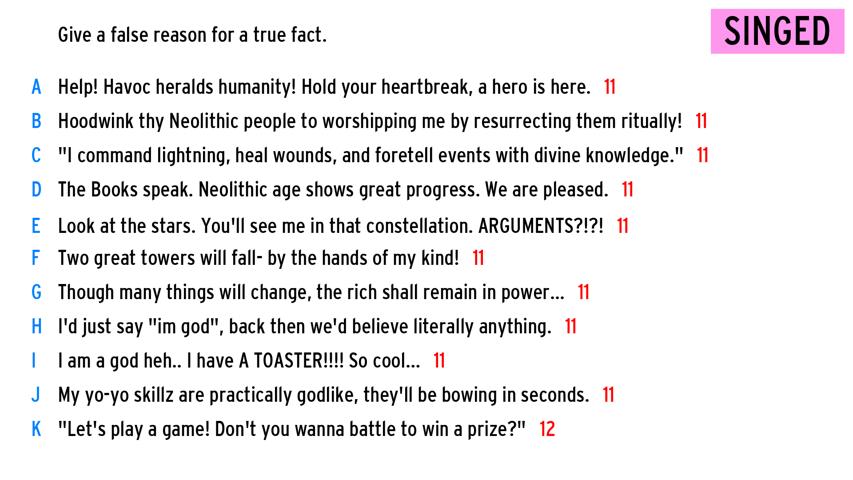 Give a false reason for a true fact.
SINGED
A Help! Havoc heralds humanity! Hold your heartbreak, a hero is here. 11
B Hoodwink thy Neolithic people to worshipping me by resurrecting them ritually! 11
C "I command lightning, heal wounds, and foretell events with divine knowledge." 11
D The Books speak. Neolithic age shows great progress. We are pleased. 11
E Look at the stars. You'll see me in that constellation. ARGUMENTS?!?! 11
F Two great towers will fall- by the hands of my kind! 11
G Though many things will change, the rich shall remain in power... 11
H I'd just say "im god", back then we'd believe literally anything. 11
I I am a god heh.. I have A TOASTER!!!! So cool... 11
J My yo-yo skillz are practically godlike, they'll be bowing in seconds. 11
K "Let's play a game! Don't you wanna battle to win a prize?" 12